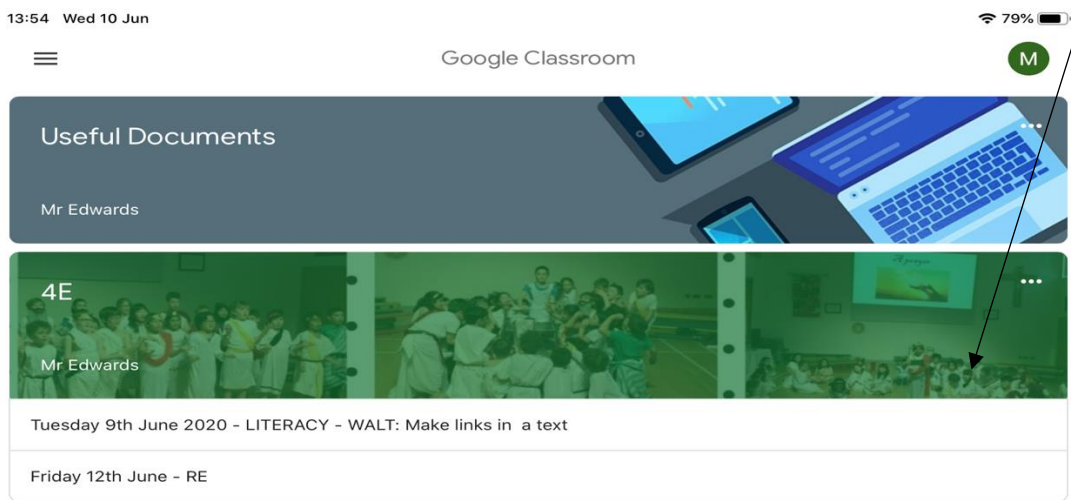 13:54 Wed 10 Jun 79%
Google Classroom M
Useful Documents
Mr Edwards
4E
Mr Edwards
Tuesday 9th June 2020 - LITERACY - WALT: Make links in a text
Friday 12th June - RE